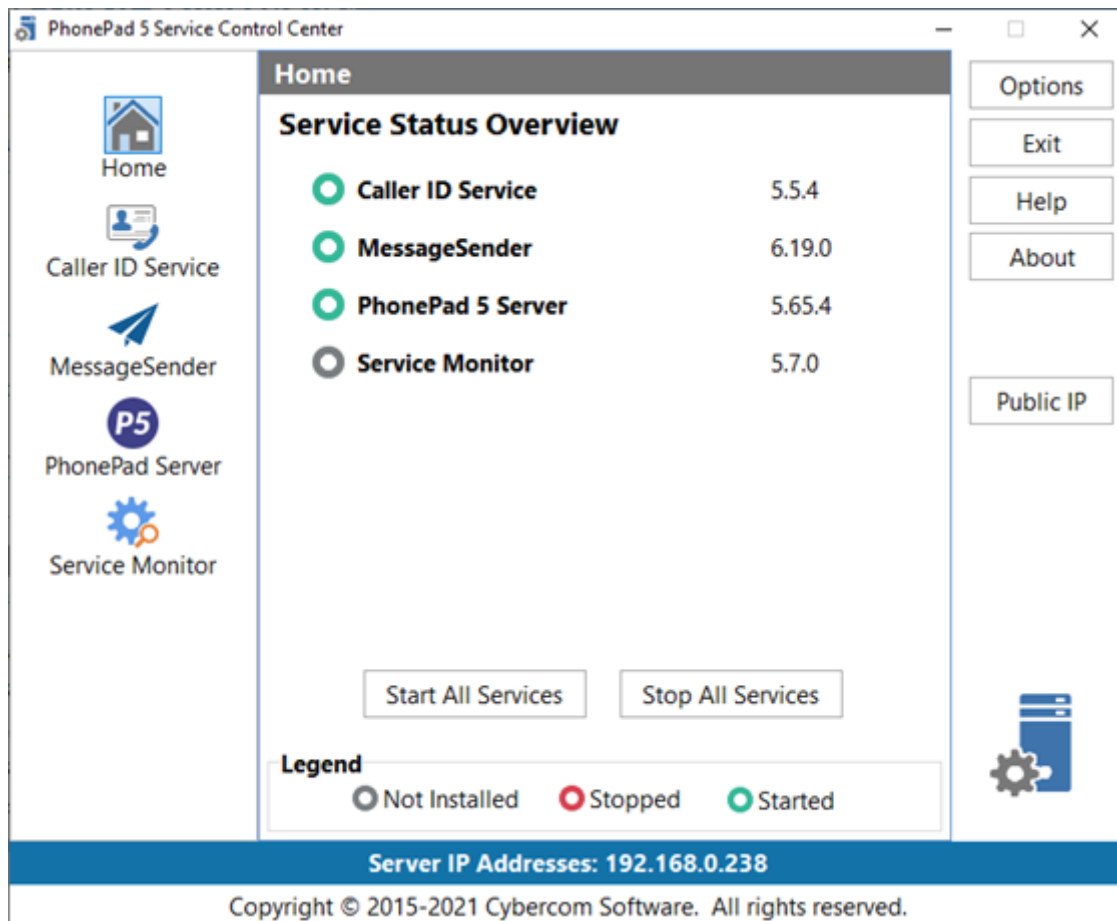 PhonePad 5 Service Control Center
Home
Caller ID Service
MessageSender
P5
PhonePad Server
Service Monitor
Home
Service Status Overview
Caller ID Service 5.5.4
MessageSender 6.19.0
PhonePad 5 Server 5.65.4
Service Monitor 5.7.0
Start All Services Stop All Services
Legend
Not Installed Stopped Started
Options
Exit
Help
About
Public IP
Server IP Addresses: 192.168.0.238
Copyright © 2015-2021 Cybercom Software. All rights reserved.